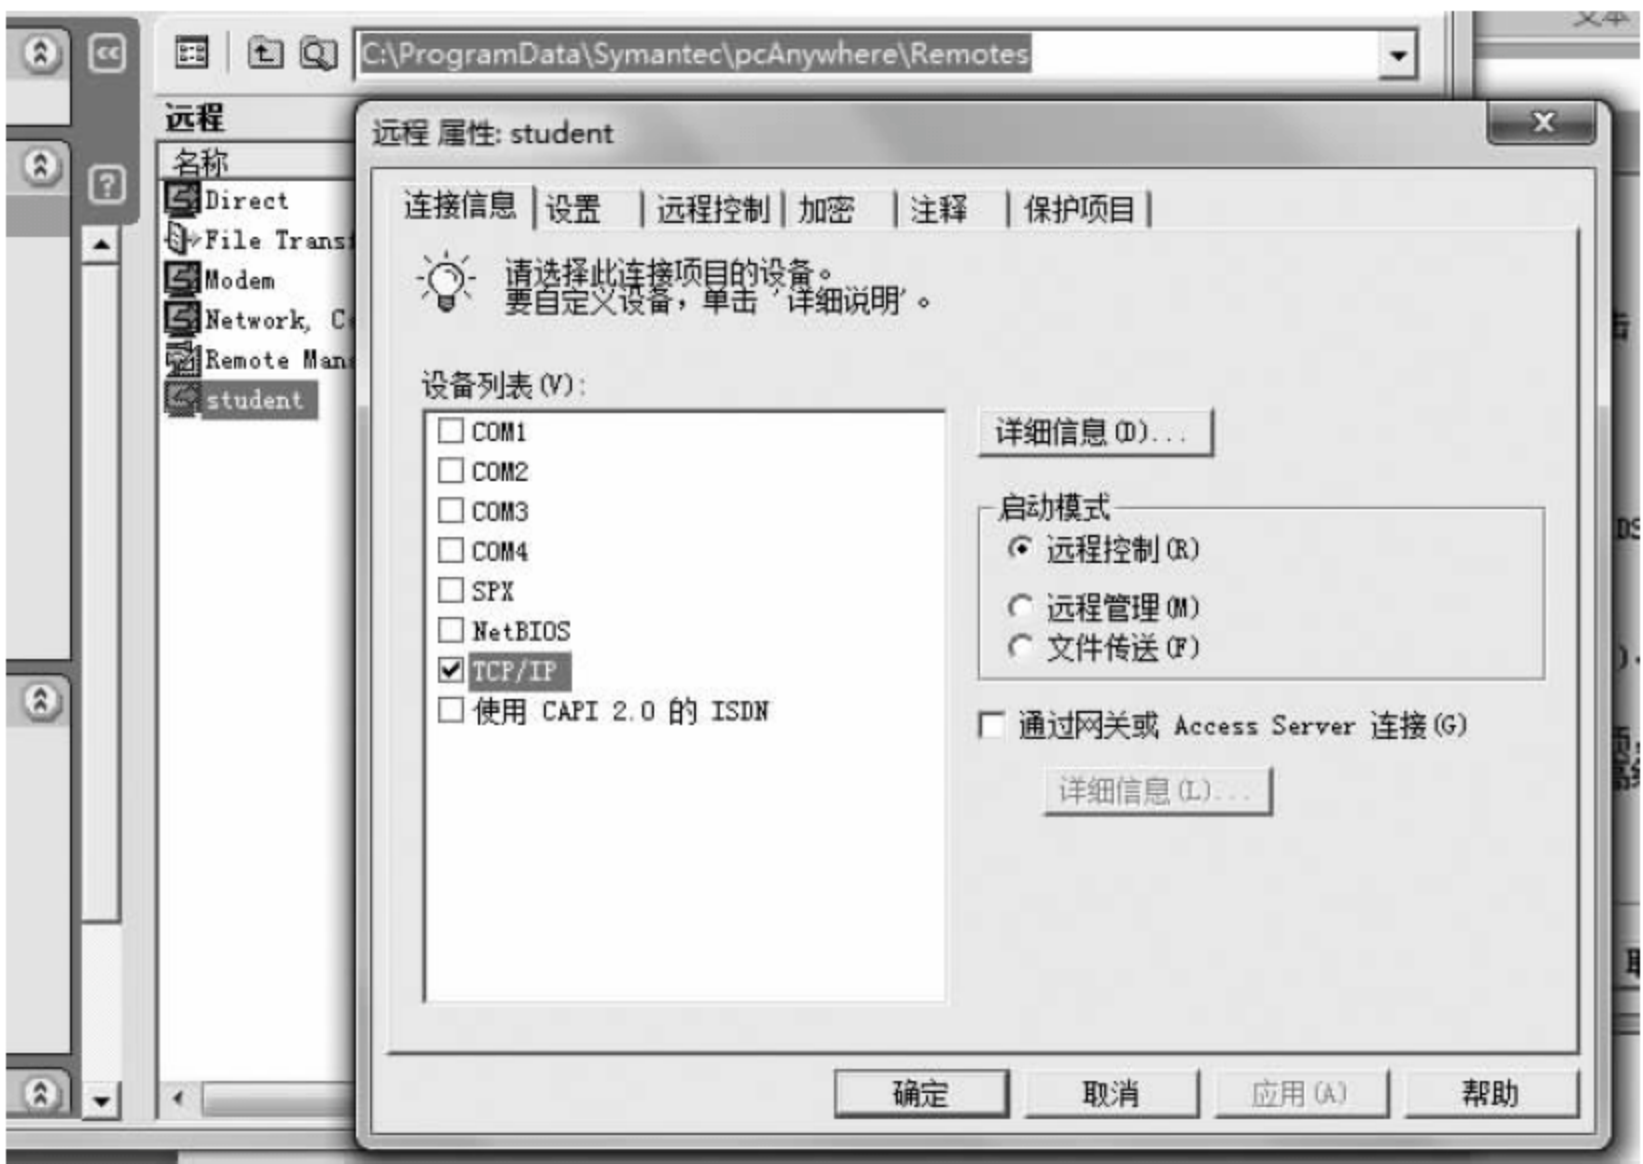 C:\ProgramData\Symantec\pcAnywhere\Remotes
远程
名称
Direct
File Transf
Modem
Network, C
Remote Mana
student
远程 属性: student
x
连接信息 设置 远程控制 加密 注释 保护项目
请选择此连接项目的设备。
要自定义设备，单击 '详细说明'。
设备列表(V):
COM1
COM2
COM3
COM4
SPX
NetBIOS
TCP/IP
使用 CAPI 2.0 的 ISDN
详细信息(D)...
启动模式
远程控制(R)
远程管理(M)
文件传送(F)
通过网关或 Access Server 连接(G)
详细信息(L)...
确定 取消 应用(A) 帮助